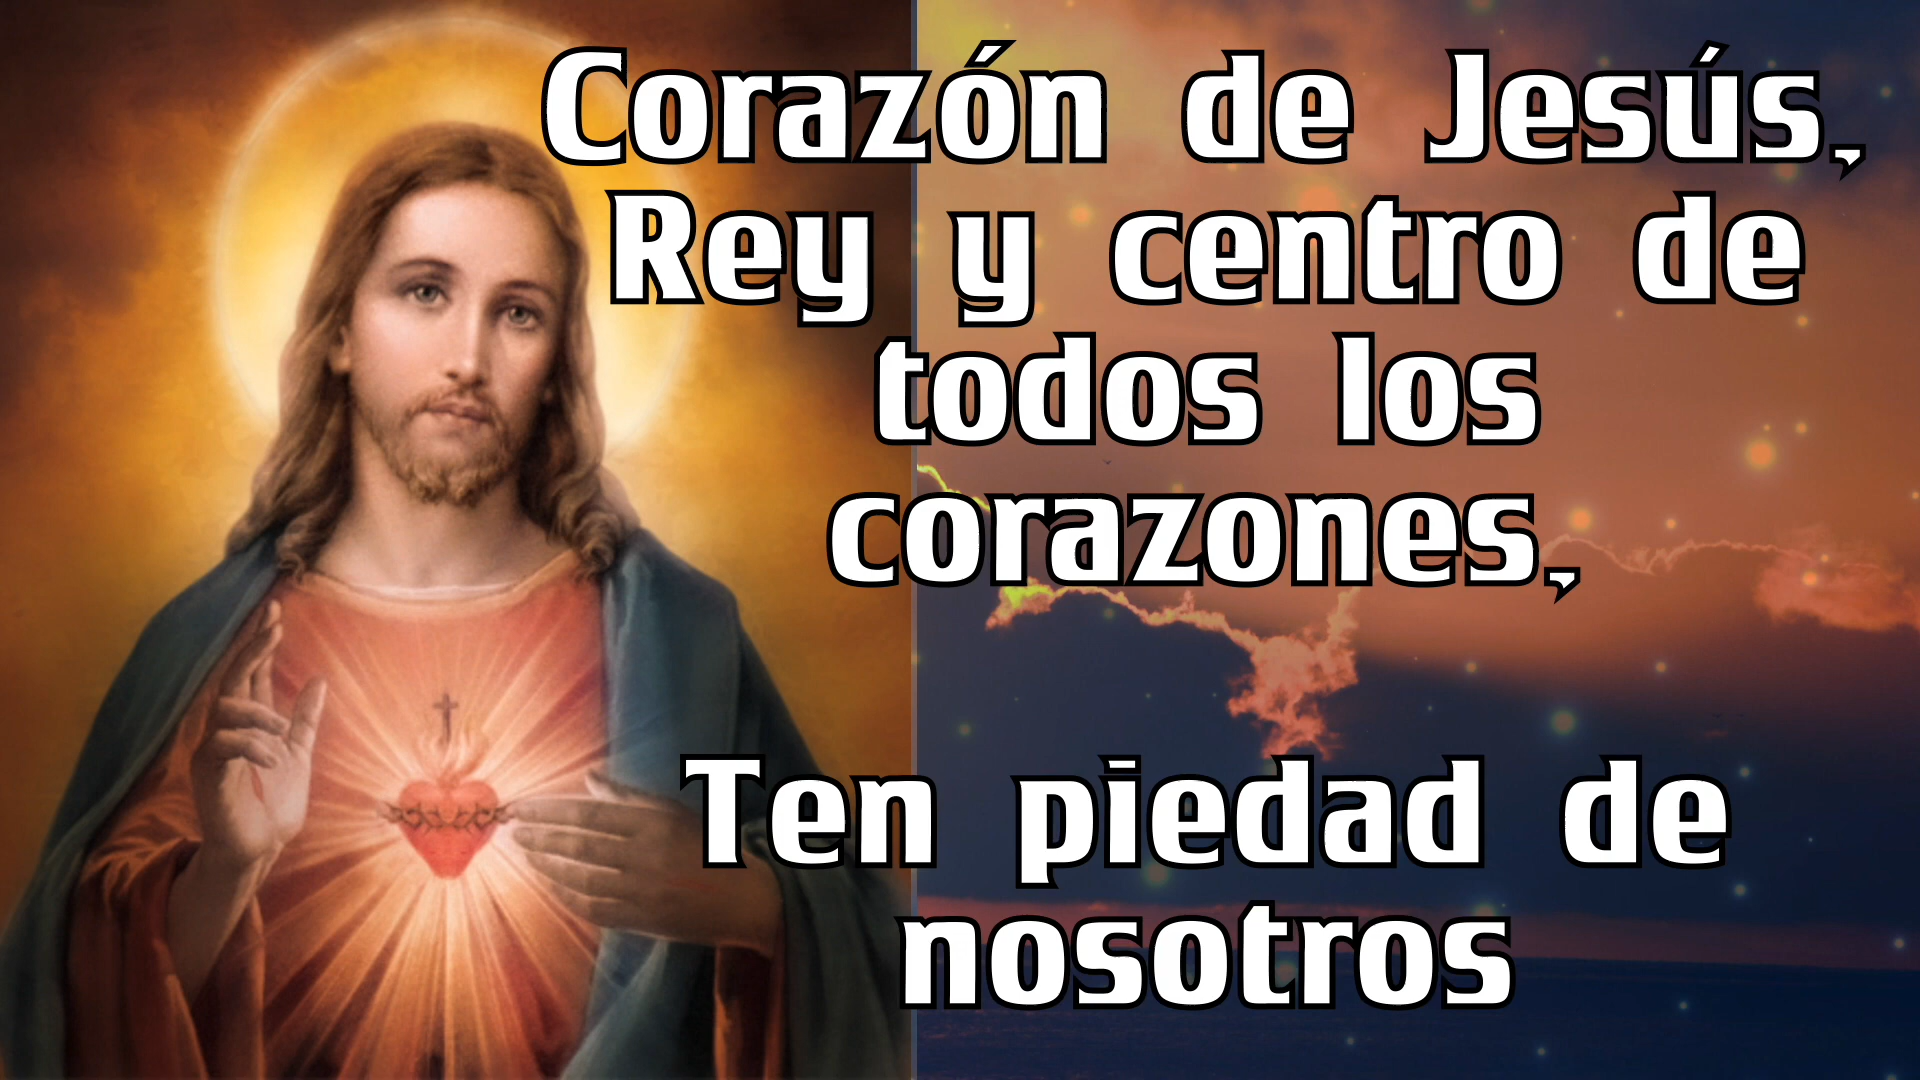 Corazón de Jesús,
Rey y centro de
todos los
corazones,
Ten piedad de
nosotros